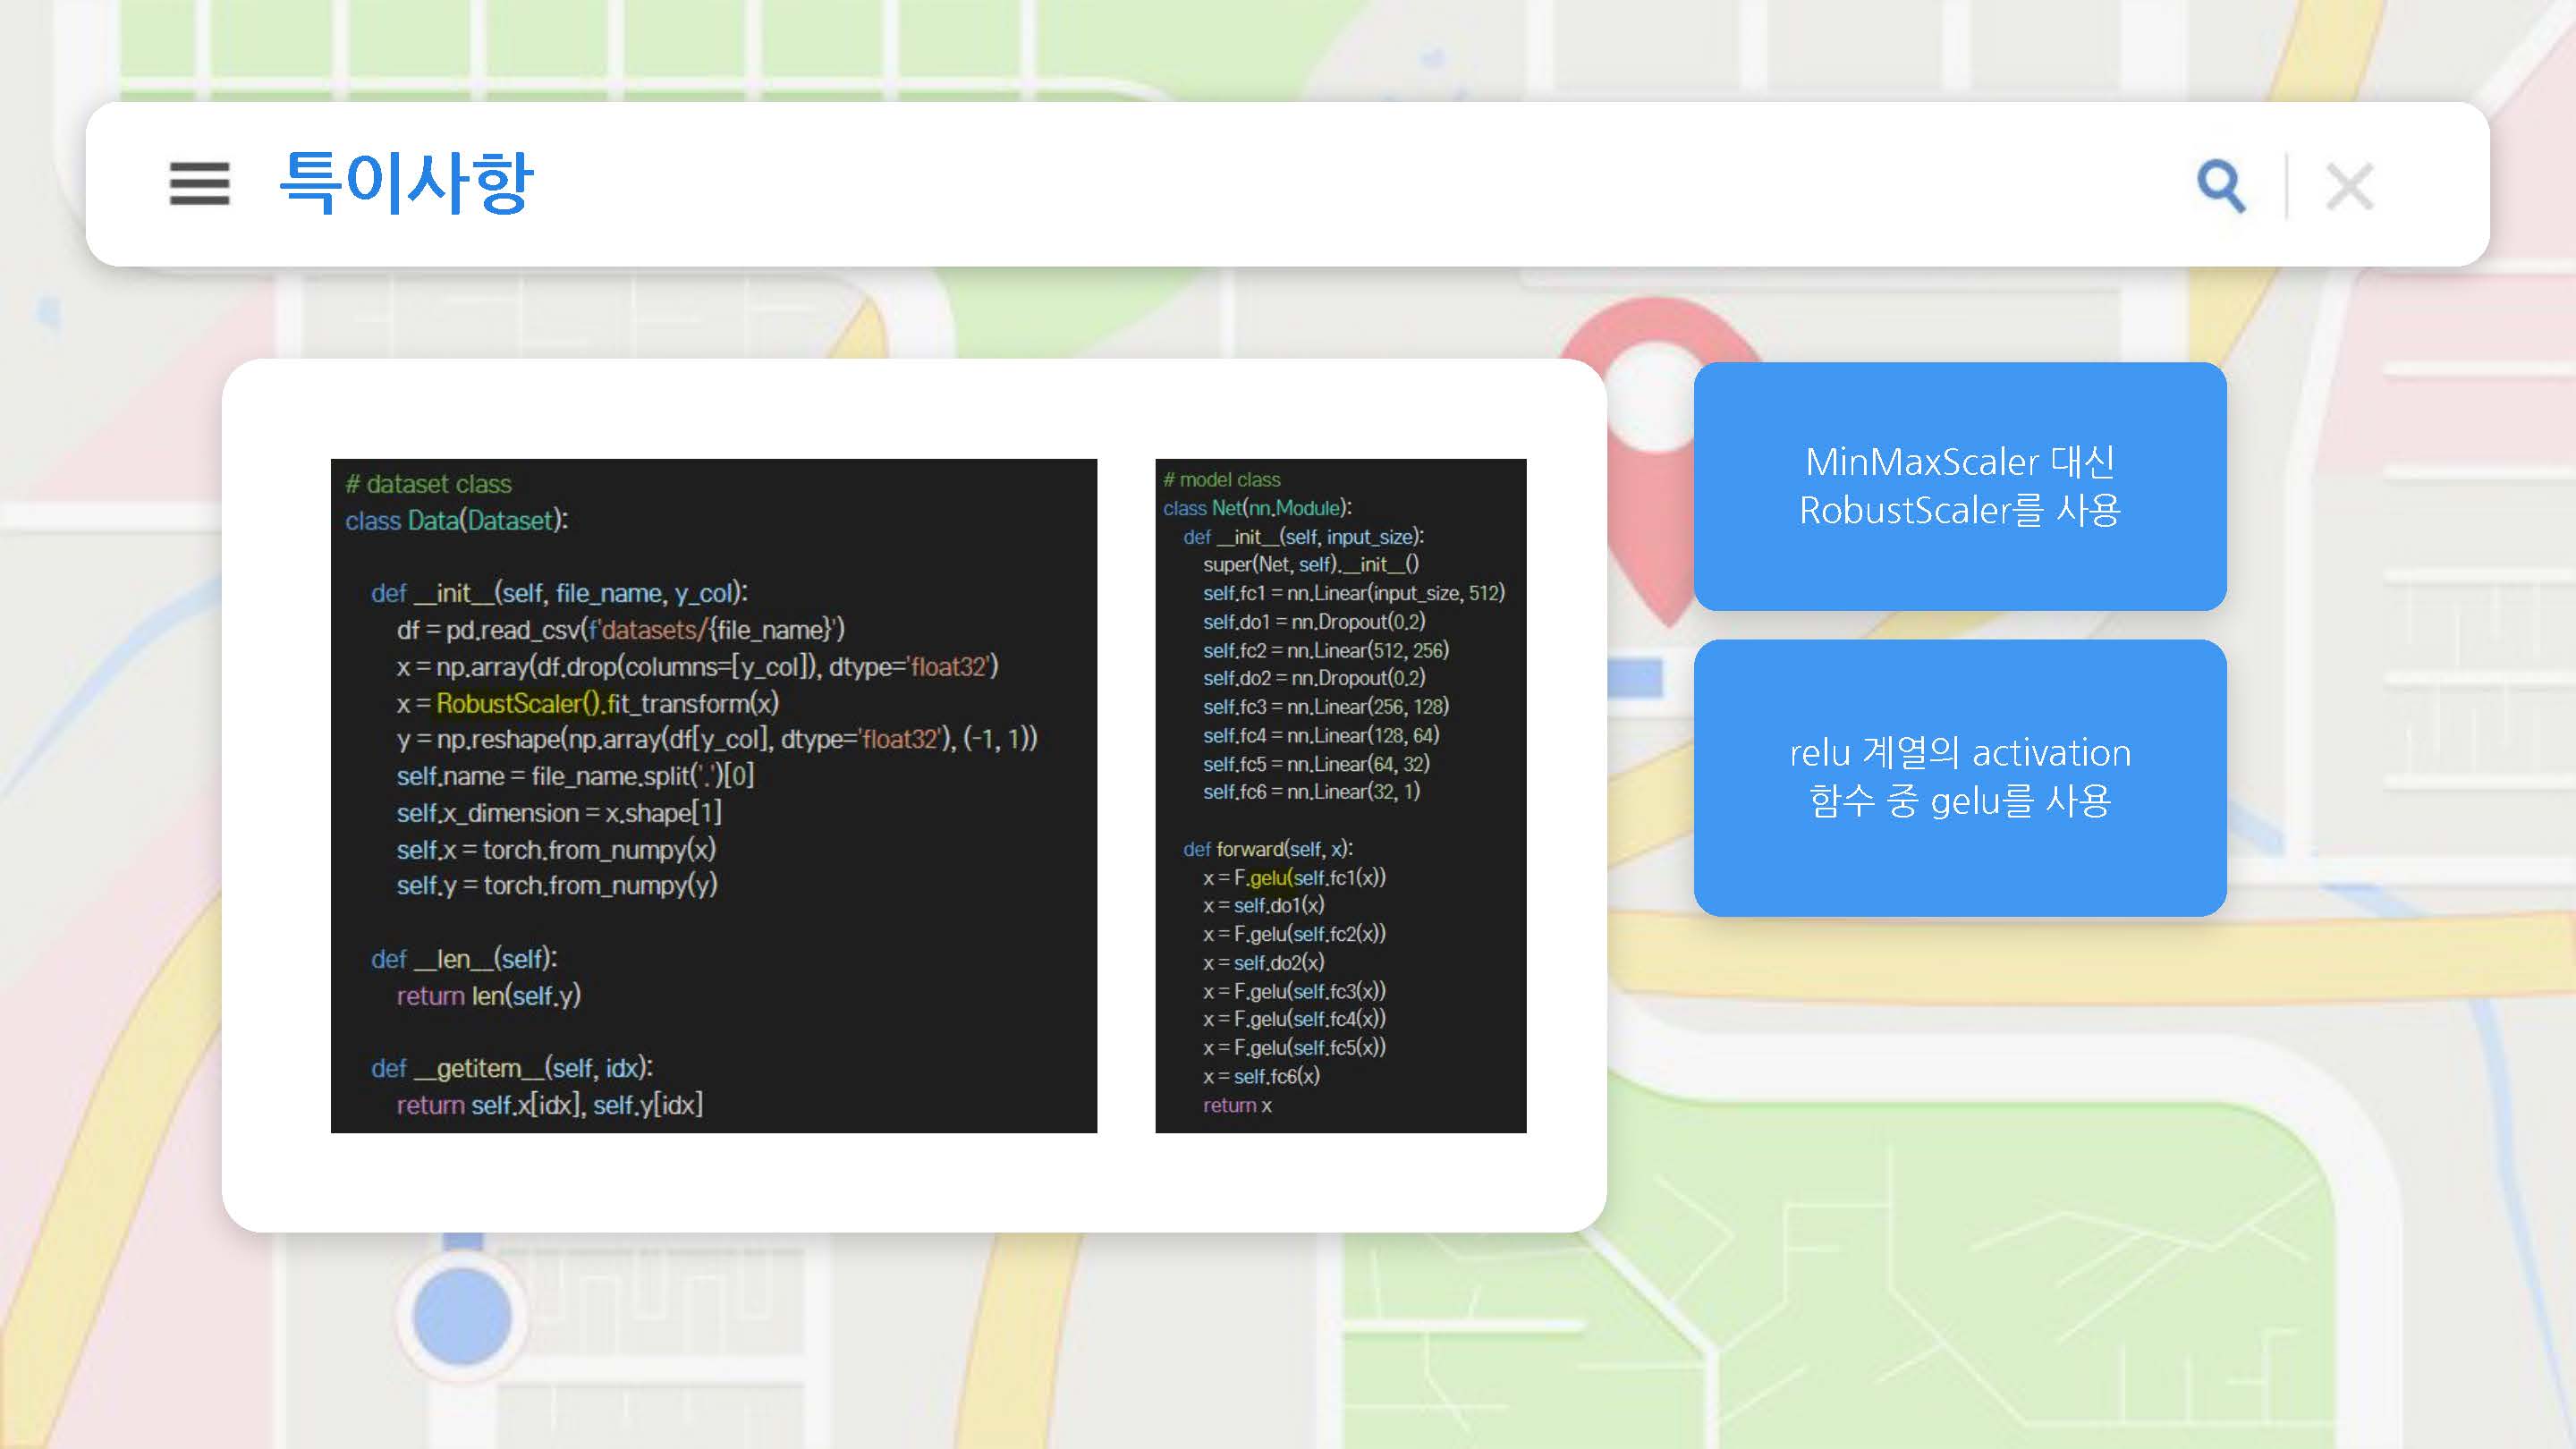 특이사항
# dataset class
class Data(Dataset):
def __init__(self, file_name, y_col):
df = pd.read_csv(f'datasets/{file_name}')
x = np.array(df.drop(columns=[y_col]), dtype='float32')
x = RobustScaler().fit_transform(x)
y = np.reshape(np.array(df[y_col], dtype='float32'), (-1, 1))
self.name = file_name.split('.')[0]
self.x_dimension = x.shape[1]
self.x = torch.from_numpy(x)
self.y = torch.from_numpy(y)
def __len__(self):
return len(self.y)
def __getitem__(self, idx):
return self.x[idx], self.y[idx]
# model class
class Net(nn.Module):
def __init__(self, input_size):
super(Net, self).__init__()
self.fc1 = nn.Linear(input_size, 512)
self.do1 = nn.Dropout(0.2)
self.fc2 = nn.Linear(512, 256)
self.do2 = nn.Dropout(0.2)
self.fc3 = nn.Linear(256, 128)
self.fc4 = nn.Linear(128, 64)
self.fc5 = nn.Linear(64, 32)
self.fc6 = nn.Linear(32, 1)
def forward(self, x):
x = F.gelu(self.fc1(x))
x = self.do1(x)
x = F.gelu(self.fc2(x))
x = self.do2(x)
x = F.gelu(self.fc3(x))
x = F.gelu(self.fc4(x))
x = F.gelu(self.fc5(x))
x = self.fc6(x)
return x
MinMaxScaler 대신
RobustScaler를 사용
relu 계열의 activation
함수 중 gelu를 사용